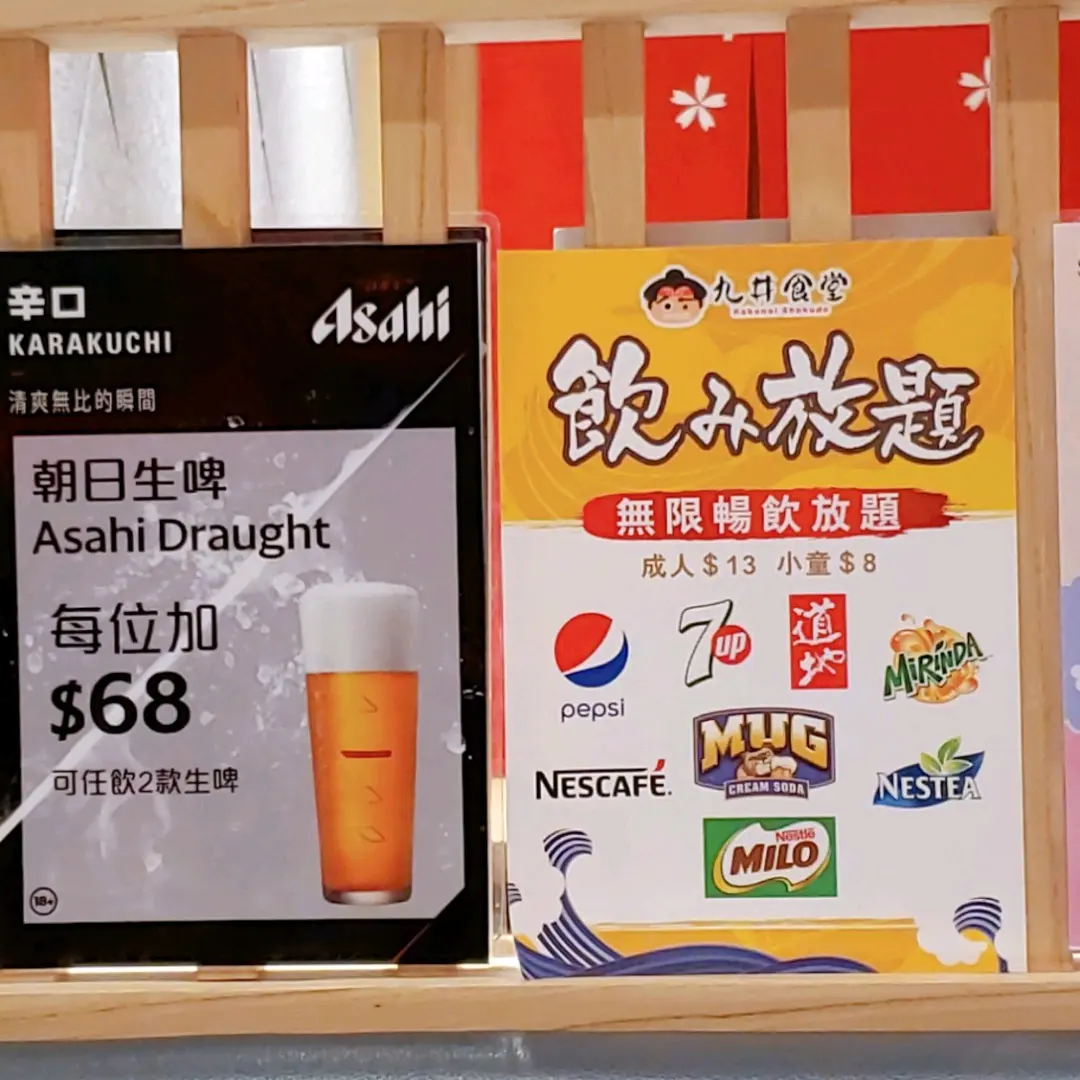 辛口
KARAKUCHI
Asahi
清爽無比的瞬間
朝日生啤
Asahi Draught
每位加
$68
可任飲2款生啤
18+
九井食堂
飲み放題
無限暢飲放題
成人$13 小童$8
pepsi
7up
道地
MiRiNDA
MUG
CREAM SODA
NESCAFÉ.
NESTEA
Nestlé
MILO